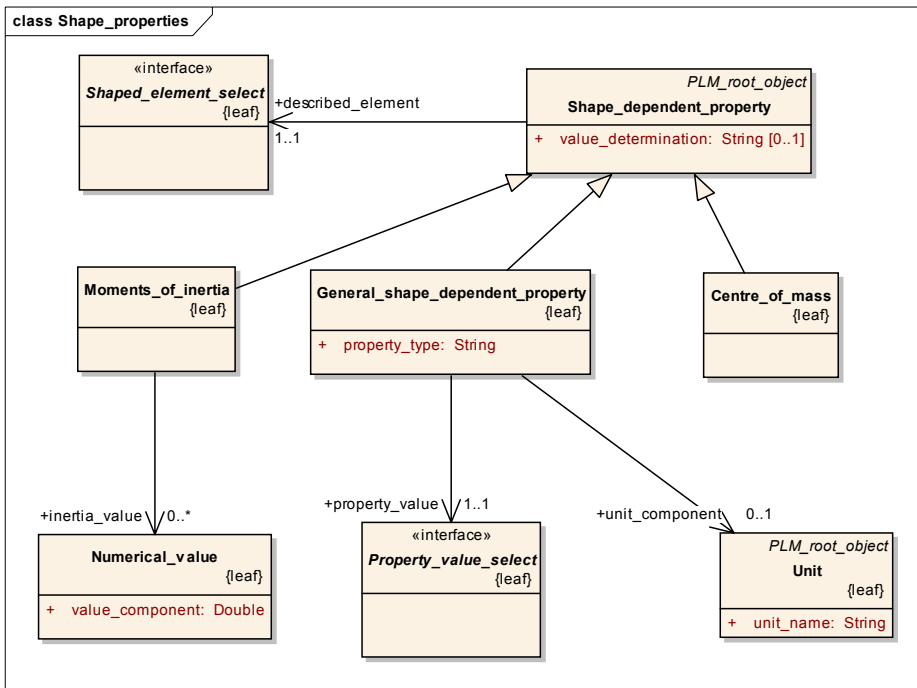 class Shape_properties
«interface»
Shaped_element_select
{leaf}
+described_element
1..1
PLM_root_object
Shape_dependent_property
+ value_determination: String [0..1]
Moments_of_inertia
{leaf}
General_shape_dependent_property
{leaf}
+ property_type: String
Centre_of_mass
{leaf}
+inertia_value
0..*
+property_value
1..1
+unit_component
0..1
Numerical_value
{leaf}
+ value_component: Double
«interface»
Property_value_select
{leaf}
PLM_root_object
Unit
{leaf}
+ unit_name: String